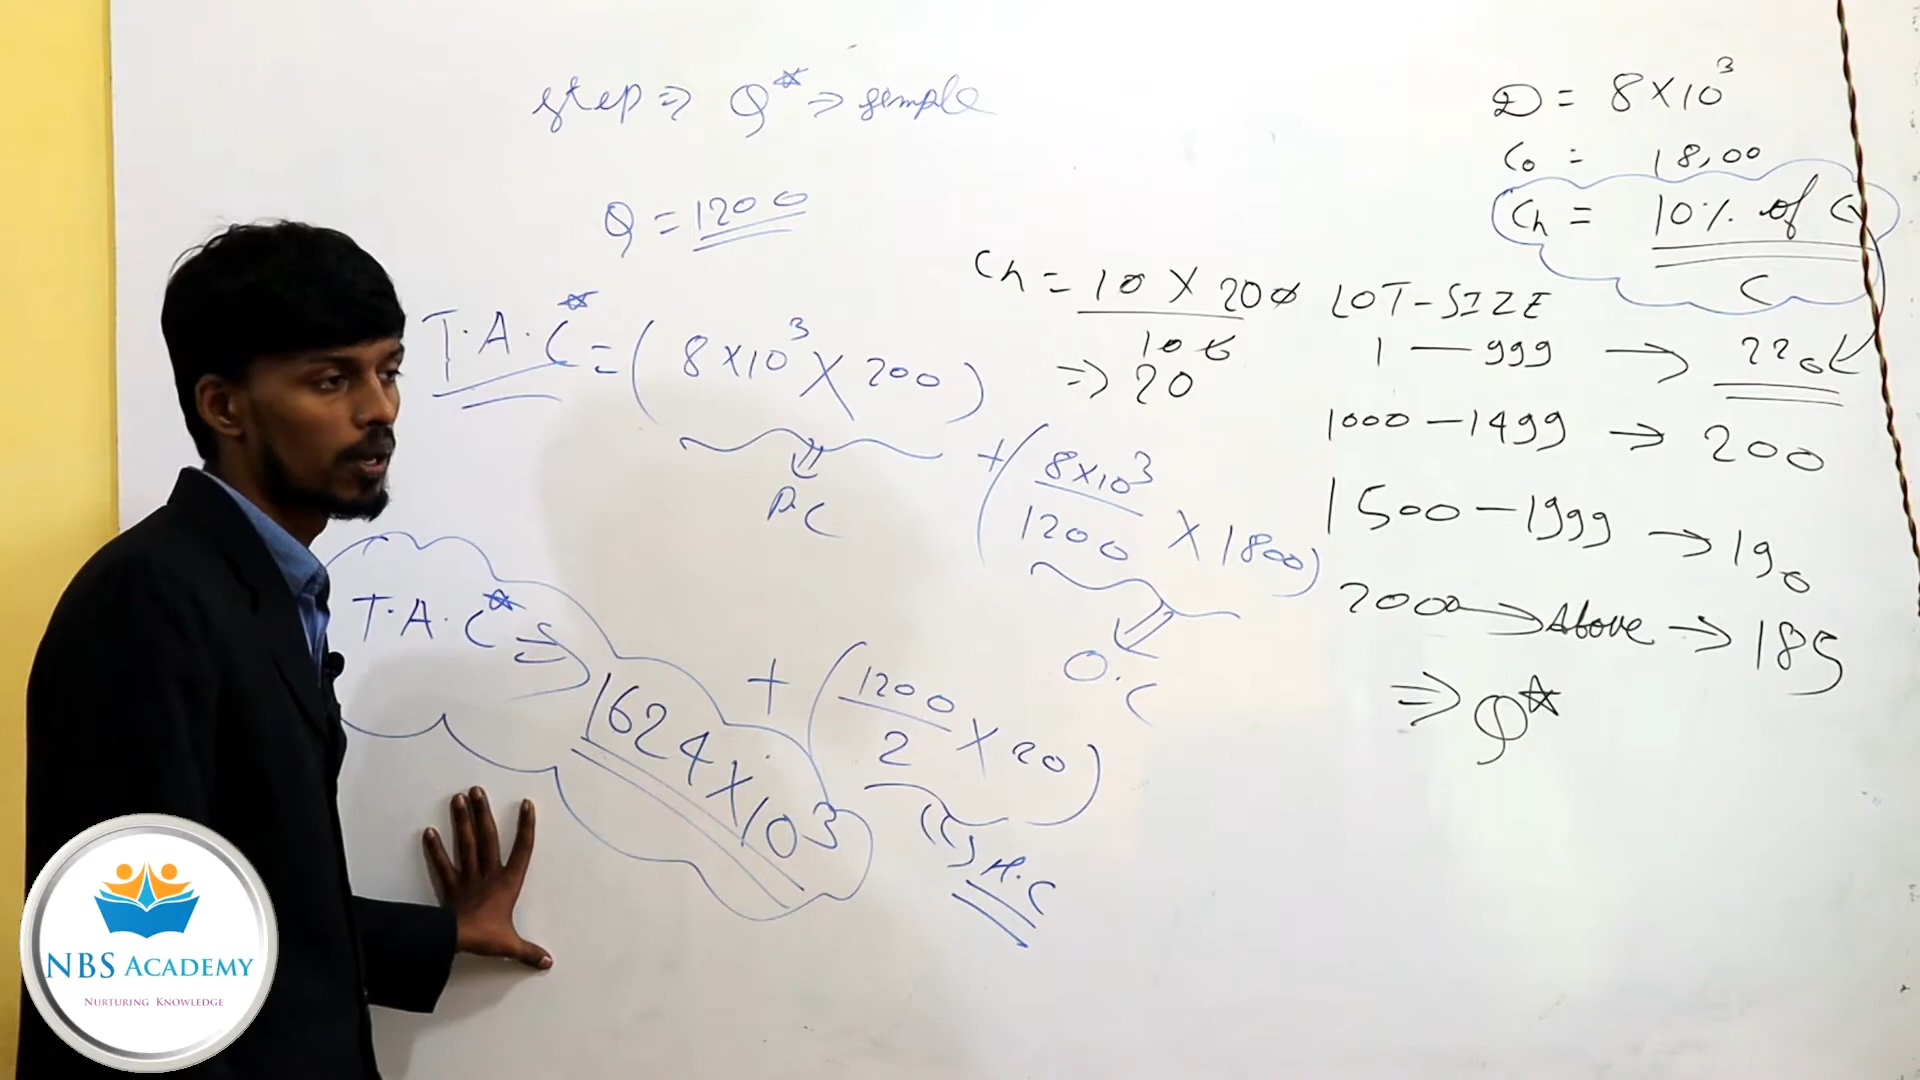 step ⇒ Q* ⇒ simple
Q = 1200
T.A.C* = (8×10³ × 200)
P.C
+ (8×10³/1200 × 1800)
O.C
+ (1200/2 × 20)
H.C
T.A.C* ⇒ 1624×10³
Ch = 10 × 200
100
⇒ 20
D = 8×10³
Co = 18,00
Ch = 10% of
C
LOT-SIZE
1 — 999 → 220
1000 — 1499 → 200
1500 — 1999 → 190
2000 → Above → 185
⇒ Q*
NBS ACADEMY
NURTURING KNOWLEDGE